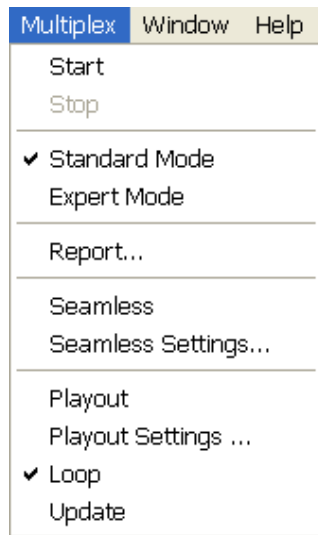 Multiplex Window Help
Start
Stop
Standard Mode
Expert Mode
Report...
Seamless
Seamless Settings...
Playout
Playout Settings ...
Loop
Update